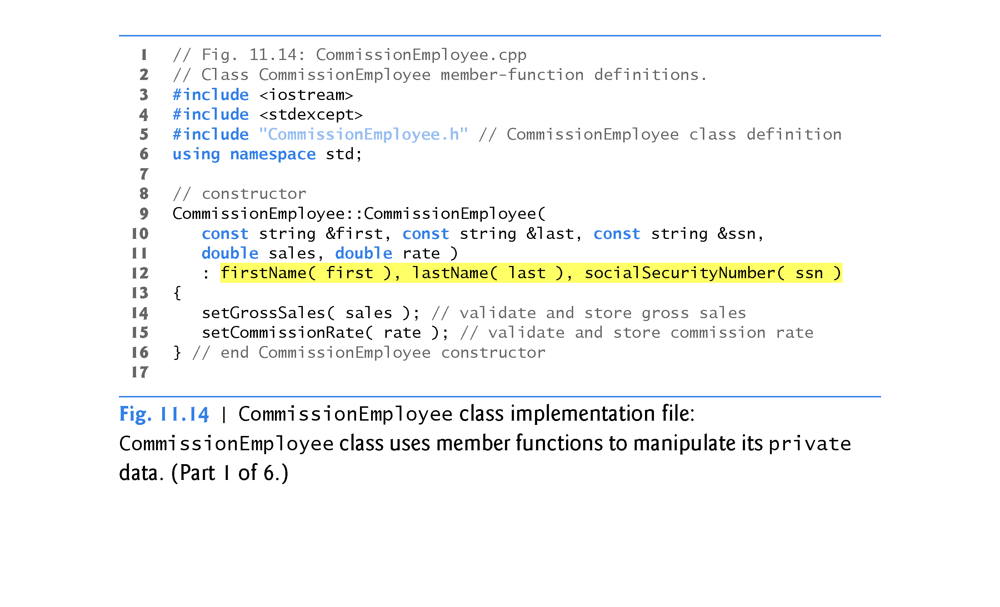 1 // Fig. 11.14: CommissionEmployee.cpp
2 // Class CommissionEmployee member-function definitions.
3 #include <iostream>
4 #include <stdexcept>
5 #include "CommissionEmployee.h" // CommissionEmployee class definition
6 using namespace std;
7
8 // constructor
9 CommissionEmployee::CommissionEmployee(
10 const string &first, const string &last, const string &ssn,
11 double sales, double rate )
12 : firstName( first ), lastName( last ), socialSecurityNumber( ssn )
13 {
14 setGrossSales( sales ); // validate and store gross sales
15 setCommissionRate( rate ); // validate and store commission rate
16 } // end CommissionEmployee constructor
17
Fig. 11.14 | CommissionEmployee class implementation file:
CommissionEmployee class uses member functions to manipulate its private
data. (Part 1 of 6.)